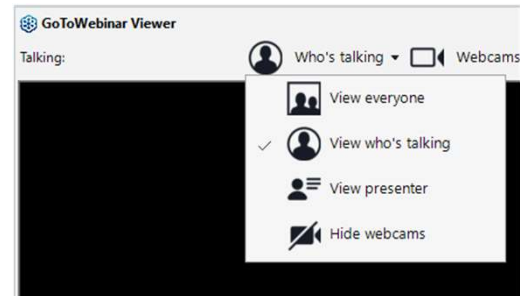 GoToWebinar Viewer
Talking:
Who's talking
Webcams
View everyone
View who's talking
View presenter
Hide webcams